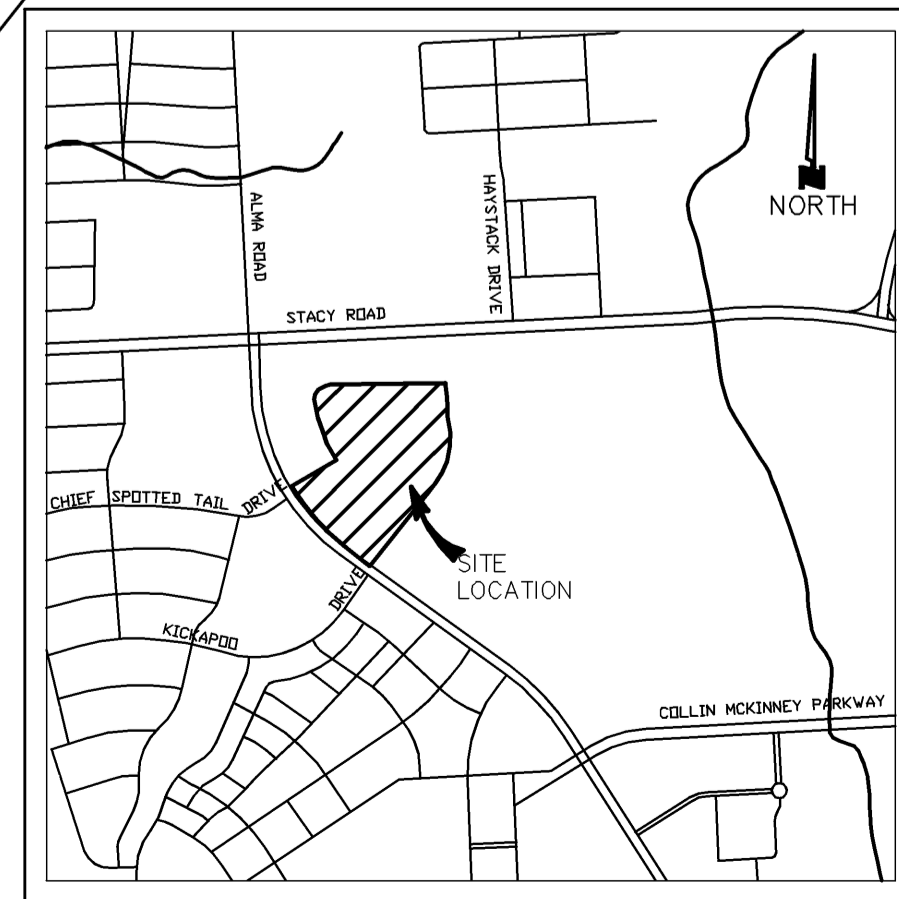 NORTH
ALMA ROAD
HAYSTACK DRIVE
STACY ROAD
CHIEF SPOTTED TAIL DRIVE
SITE
LOCATION
KICKAPOO DRIVE
COLLIN MCKINNEY PARKWAY